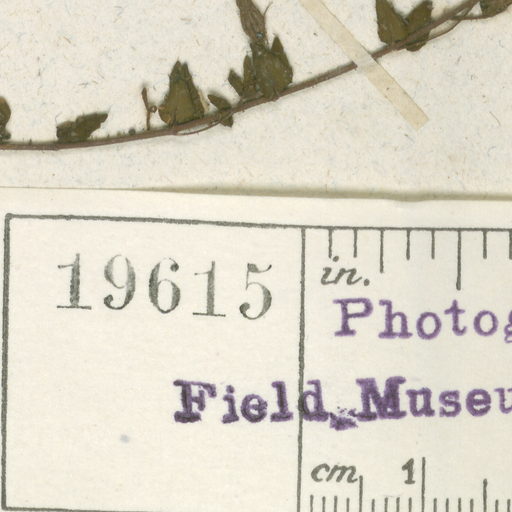 19615
in.
Photog
Field Museu
cm 1